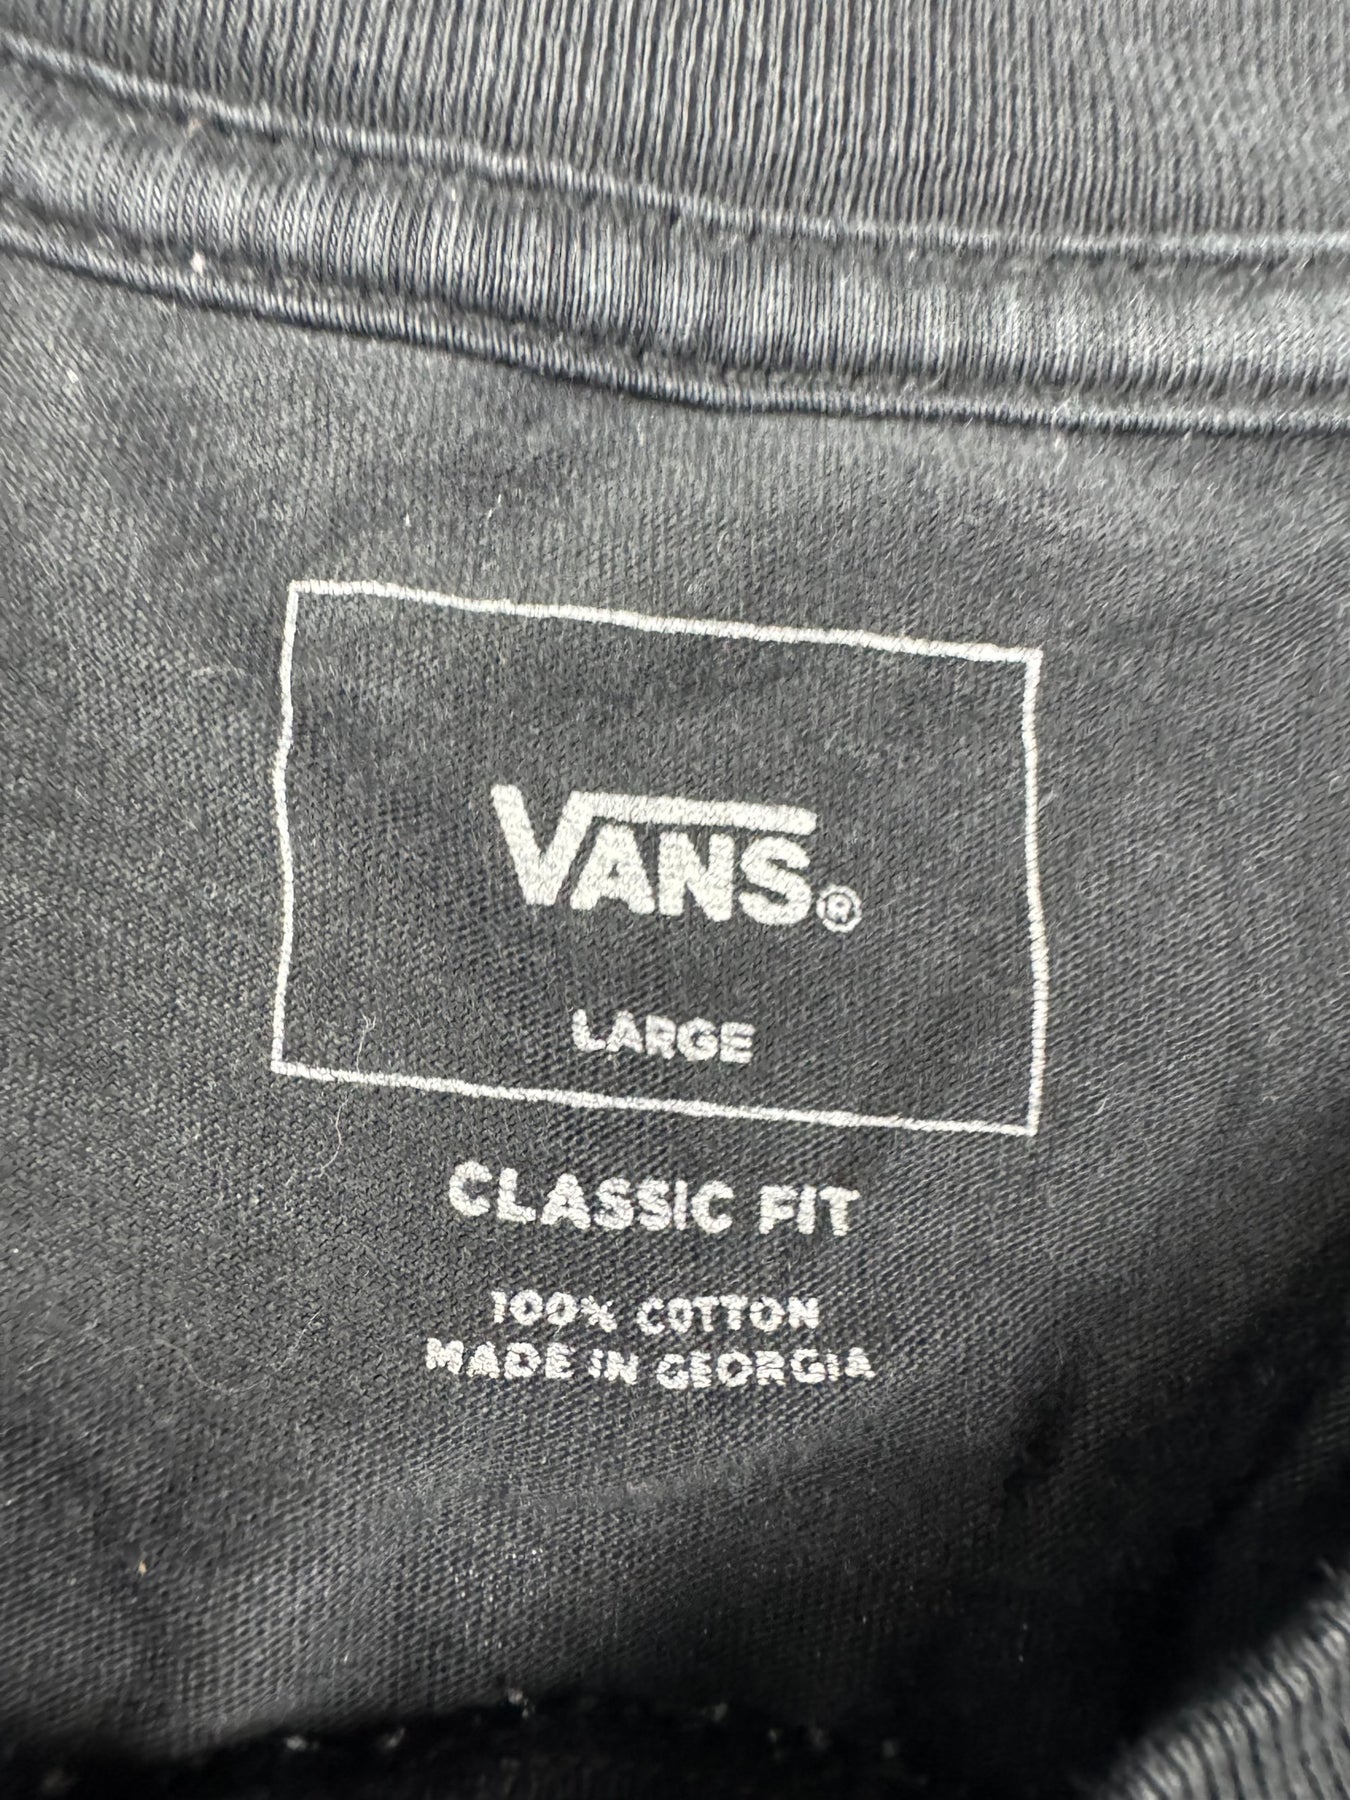 VANS®
LARGE
CLASSIC FIT
100% COTTON
MADE IN GEORGIA